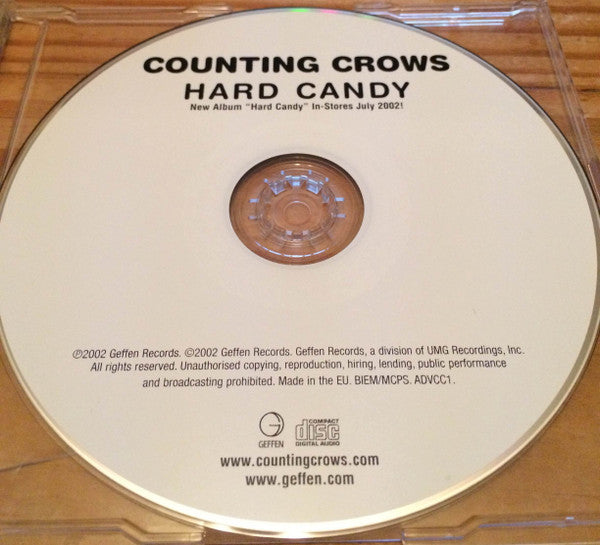 COUNTING CROWS
HARD CANDY
New Album "Hard Candy" In-Stores July 2002!
℗2002 Geffen Records. ©2002 Geffen Records. Geffen Records, a division of UMG Recordings, Inc.
All rights reserved. Unauthorised copying, reproduction, hiring, lending, public performance
and broadcasting prohibited. Made in the EU. BIEM/MCPS. ADVCC1.
G
GEFFEN
COMPACT
disc
DIGITAL AUDIO
www.countingcrows.com
www.geffen.com